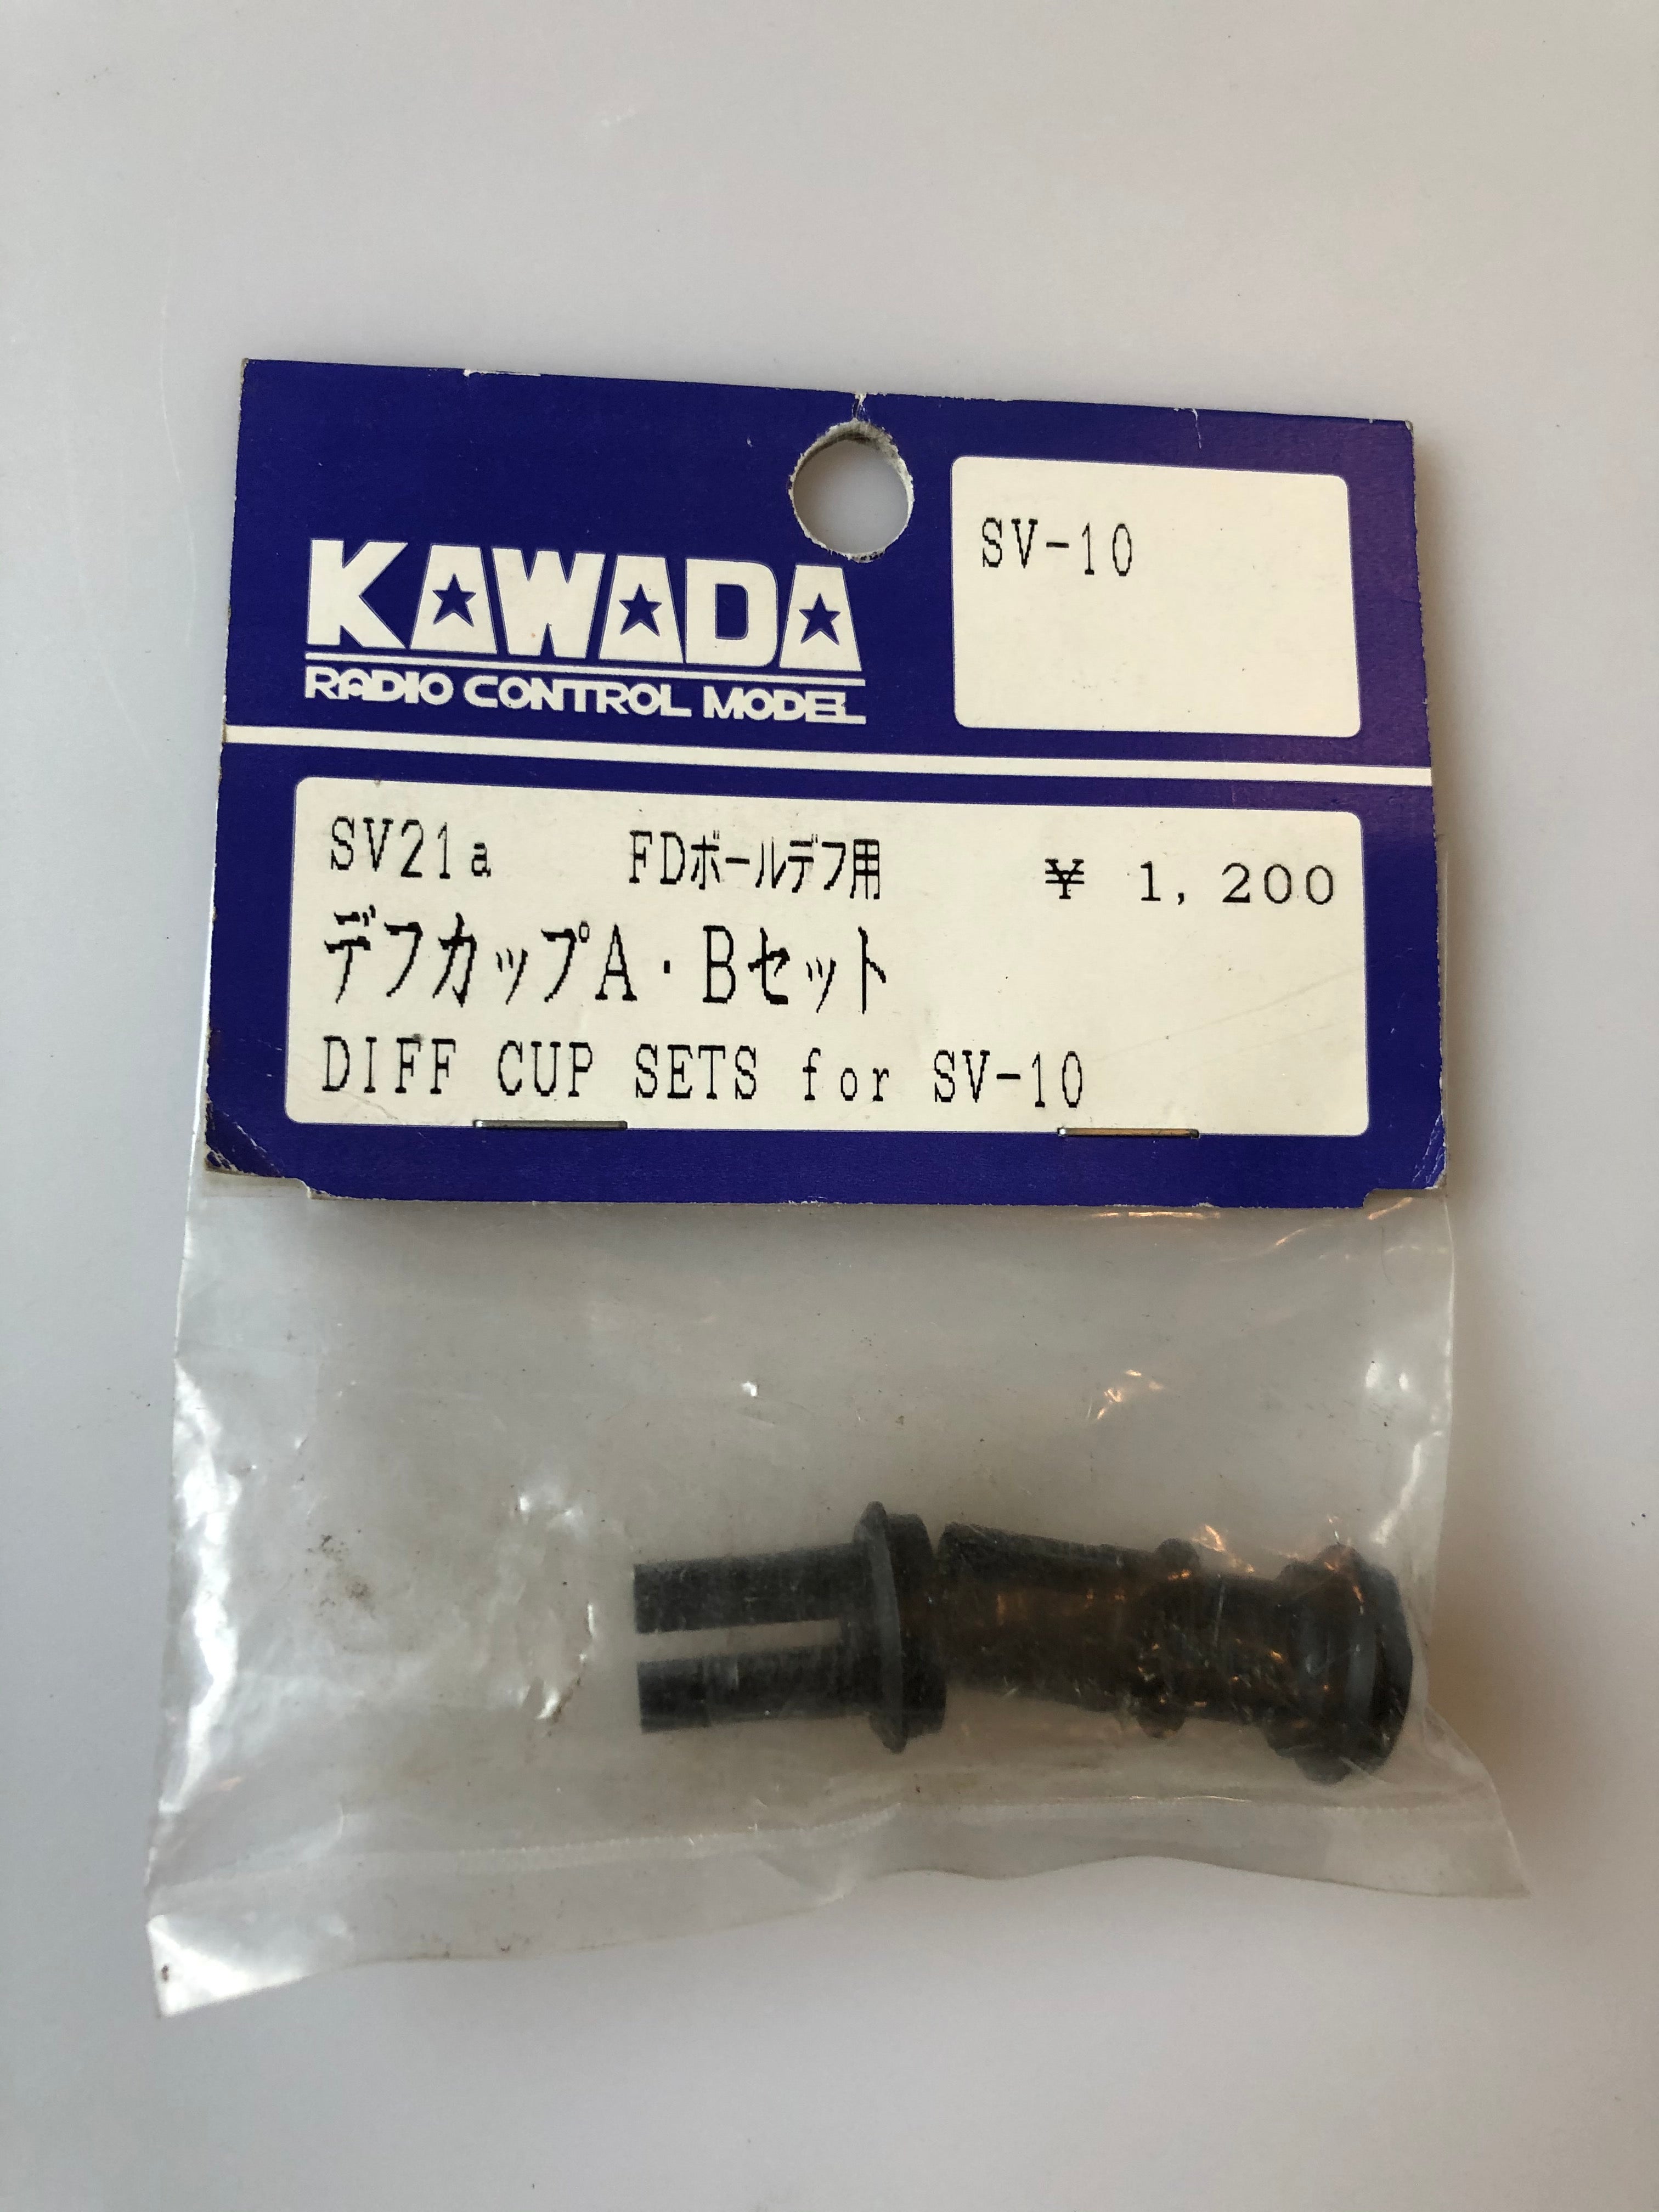 KAWADA
RADIO CONTROL MODEL
SV-10
SV21a FDボールデフ用 ¥ 1,200
デフカップA・Bセット
DIFF CUP SETS for SV-10